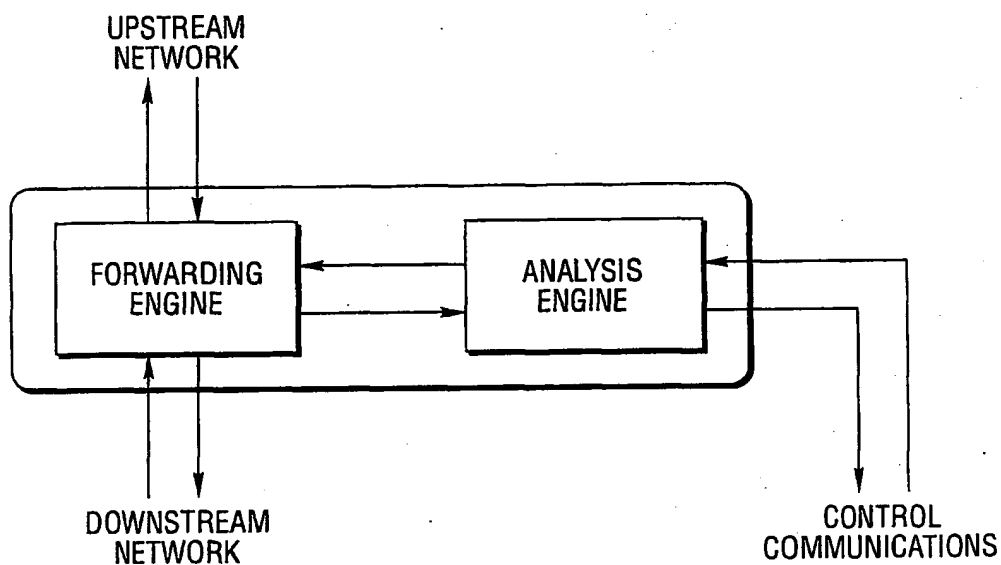 UPSTREAM
NETWORK
FORWARDING
ENGINE
ANALYSIS
ENGINE
DOWNSTREAM
NETWORK
CONTROL
COMMUNICATIONS